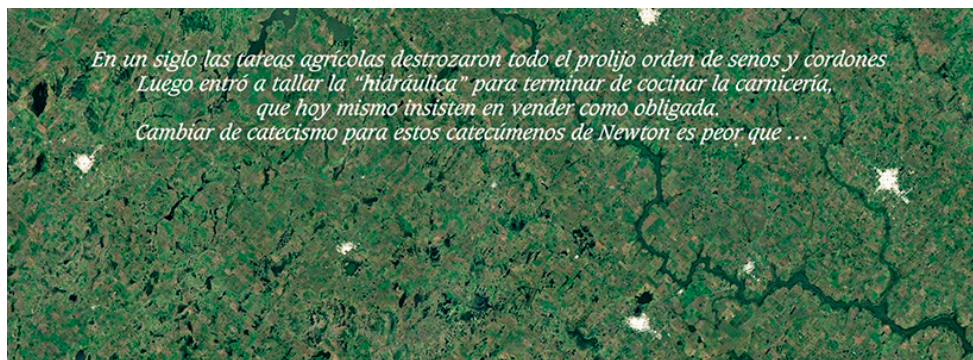 En un siglo las tareas agrícolas destrozaron todo el prolijo orden de senos y cordones
Luego entró a tallar la “hidráulica” para terminar de cocinar la carnicería,
que hoy mismo insisten en vender como obligada.
Cambiar de catecismo para estos catecúmenos de Newton es peor que ...